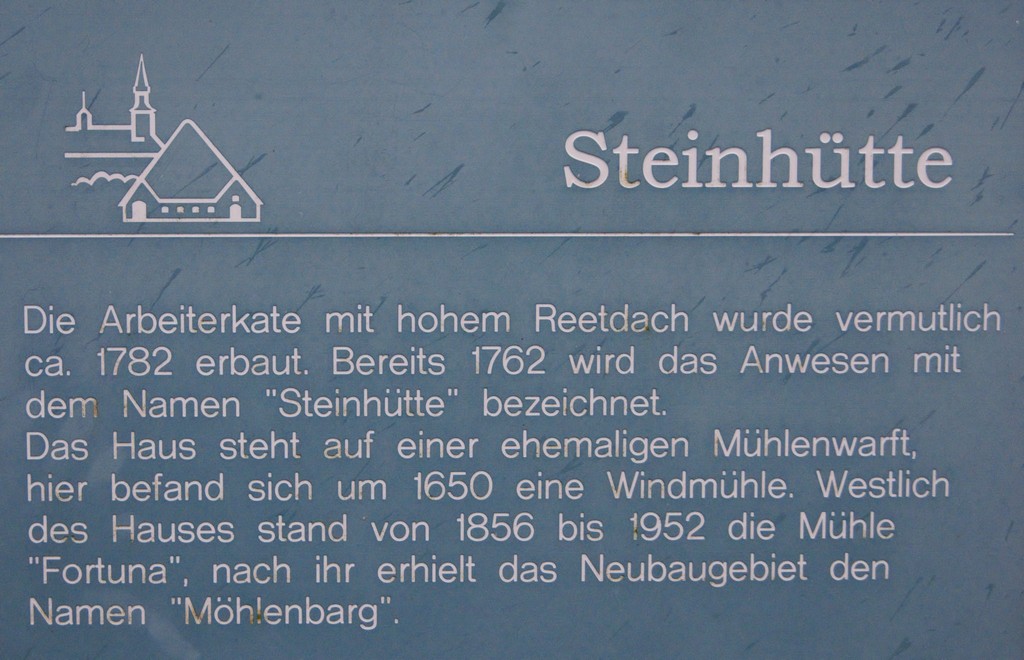 Steinhütte
Die Arbeiterkate mit hohem Reetdach wurde vermutlich
ca. 1782 erbaut. Bereits 1762 wird das Anwesen mit
dem Namen "Steinhütte" bezeichnet.
Das Haus steht auf einer ehemaligen Mühlenwarft,
hier befand sich um 1650 eine Windmühle. Westlich
des Hauses stand von 1856 bis 1952 die Mühle
"Fortuna", nach ihr erhielt das Neubaugebiet den
Namen "Möhlenbarg".